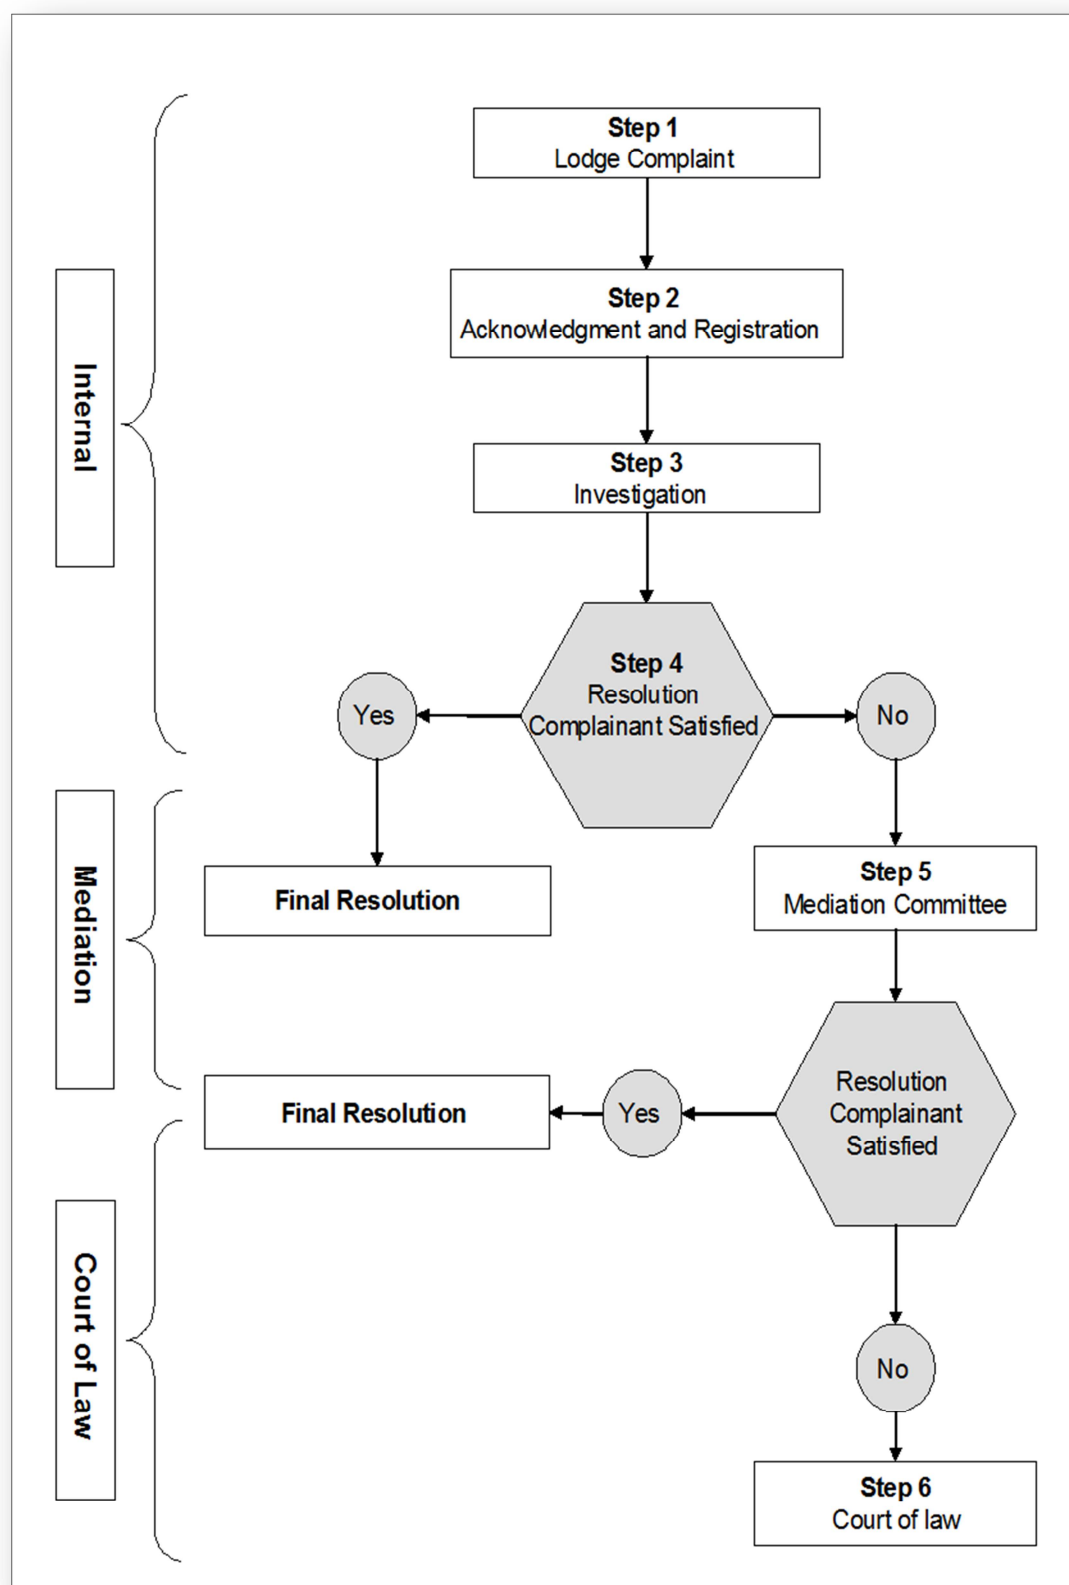 Step 1
Lodge Complaint
Internal
Step 2
Acknowledgment and Registration
Step 3
Investigation
Step 4
Resolution
Complainant Satisfied
Yes
No
Mediation
Final Resolution
Step 5
Mediation Committee
Resolution
Complainant
Satisfied
Yes
Final Resolution
Court of Law
No
Step 6
Court of law